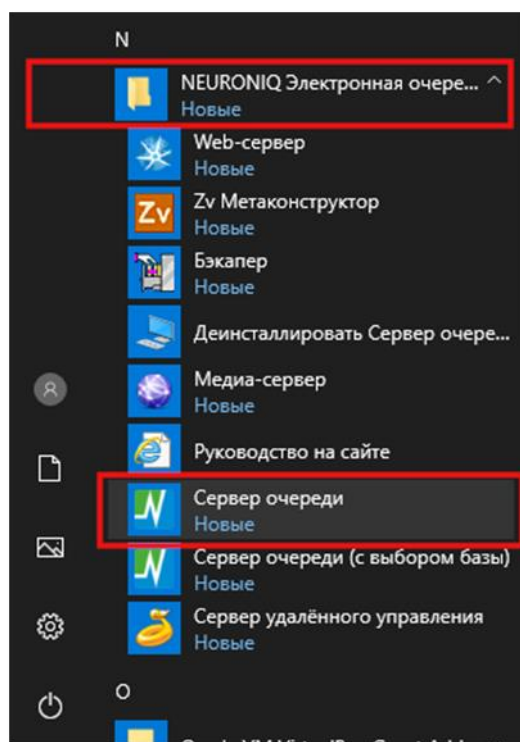 N
NEURONIQ Электронная очере...
Новые
Web-сервер
Новые
Zv
Zv Метаконструктор
Новые
Бэкапер
Новые
Деинсталлировать Сервер очере...
Медиа-сервер
Новые
Руководство на сайте
Сервер очереди
Новые
Сервер очереди (с выбором базы)
Новые
Сервер удалённого управления
Новые
O